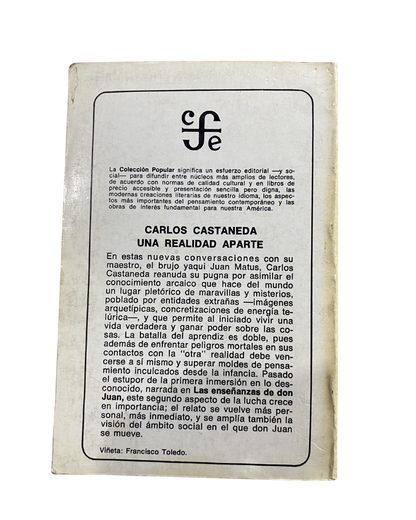 cfe
La Colección Popular significa un esfuerzo editorial —y so-
cial— para difundir entre núcleos más amplios de lectores,
de acuerdo con normas de calidad cultural y en libros de
precio accesible y presentación sencilla pero digna, las
modernas creaciones literarias de nuestro idioma, los aspec-
tos más importantes del pensamiento contemporáneo y las
obras de interés fundamental para nuestra América.
CARLOS CASTANEDA
UNA REALIDAD APARTE
En estas nuevas conversaciones con su
maestro, el brujo yaqui Juan Matus, Carlos
Castaneda reanuda su pugna por asimilar el
conocimiento arcaico que hace del mundo
un lugar pletórico de maravillas y misterios,
poblado por entidades extrañas —imágenes
arquetípicas, concretizaciones de energía te-
lúrica—, y que permite al iniciado vivir una
vida verdadera y ganar poder sobre las co-
sas. La batalla del aprendiz es doble, pues
además de enfrentar peligros mortales en sus
contactos con la "otra" realidad debe ven-
cerse a sí mismo y superar moldes de pensa-
miento inculcados desde la infancia. Pasado
el estupor de la primera inmersión en lo des-
conocido, narrada en Las enseñanzas de don
Juan, este segundo aspecto de la lucha crece
en importancia; el relato se vuelve más per-
sonal, más inmediato, y se amplía también la
visión del ámbito social en el que don Juan
se mueve.
Viñeta: Francisco Toledo.